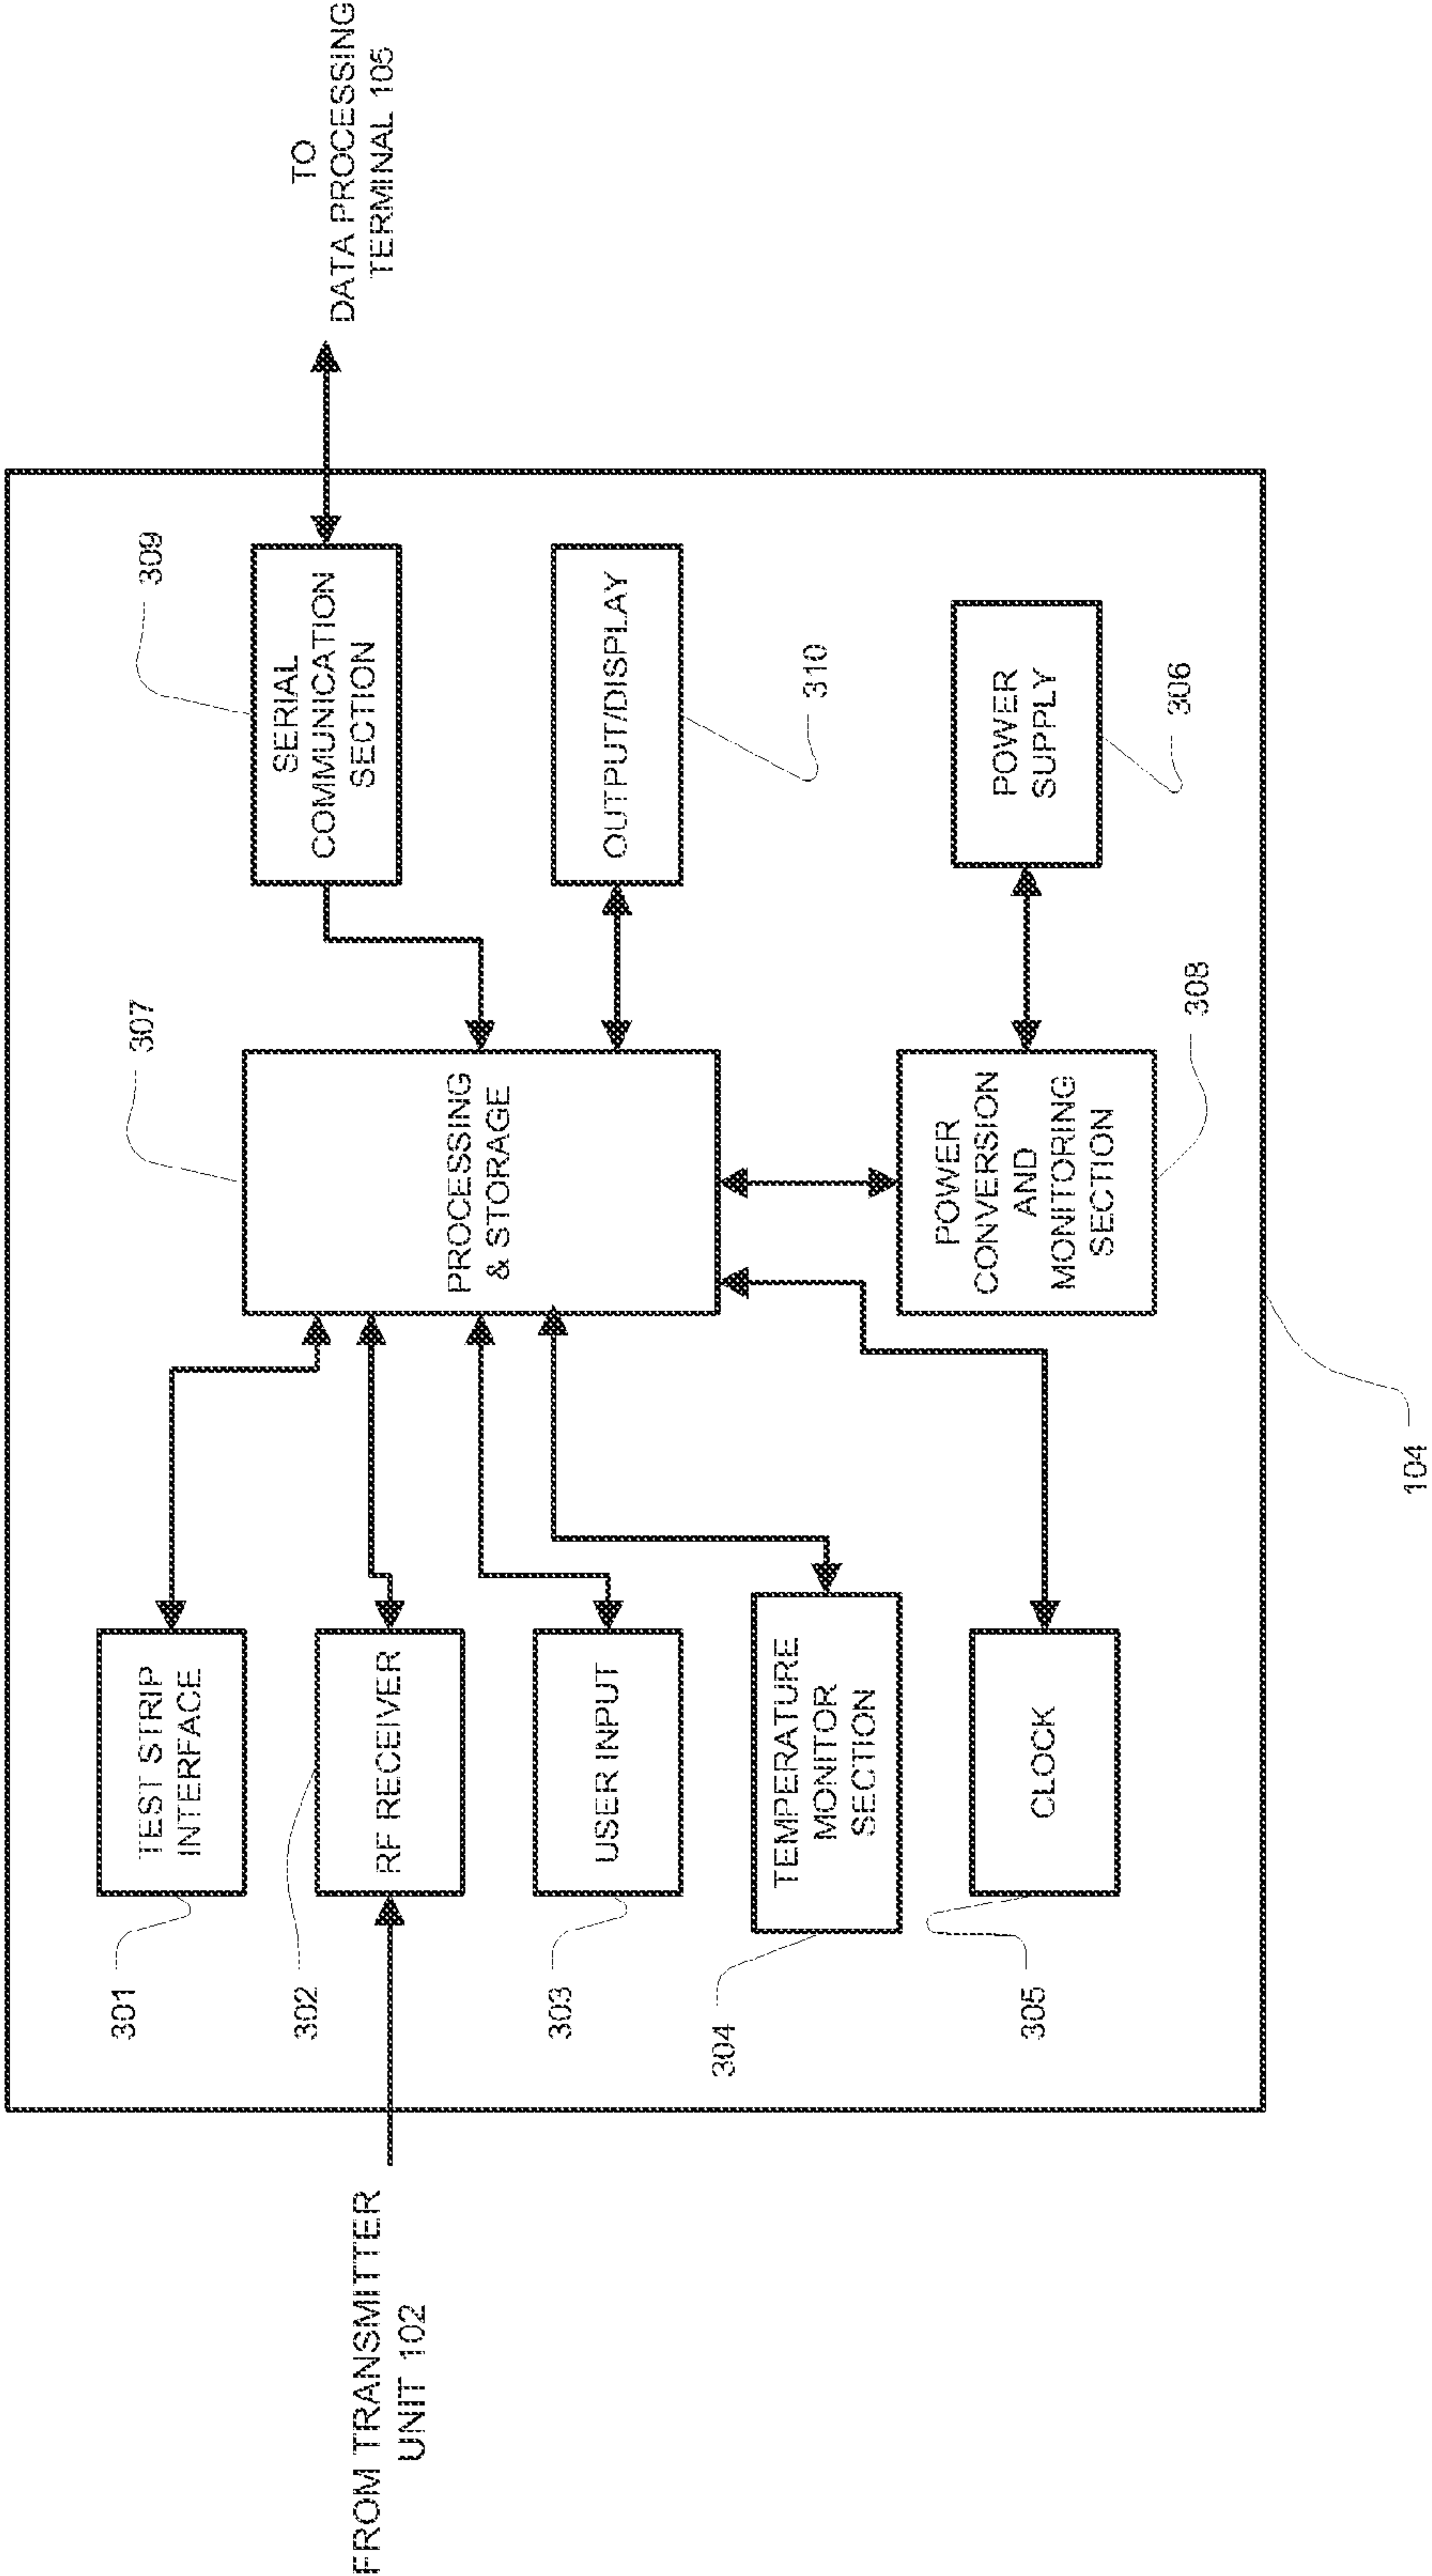 TO
DATA PROCESSING
TERMINAL 105
309
SERIAL
COMMUNICATION
SECTION
OUTPUT/DISPLAY
310
POWER
SUPPLY
306
307
PROCESSING
& STORAGE
POWER
CONVERSION
AND
MONITORING
SECTION
308
TEST STRIP
INTERFACE
301
RF RECEIVER
302
USER INPUT
303
TEMPERATURE
MONITOR
SECTION
304
CLOCK
305
104
FROM TRANSMITTER
UNIT 102